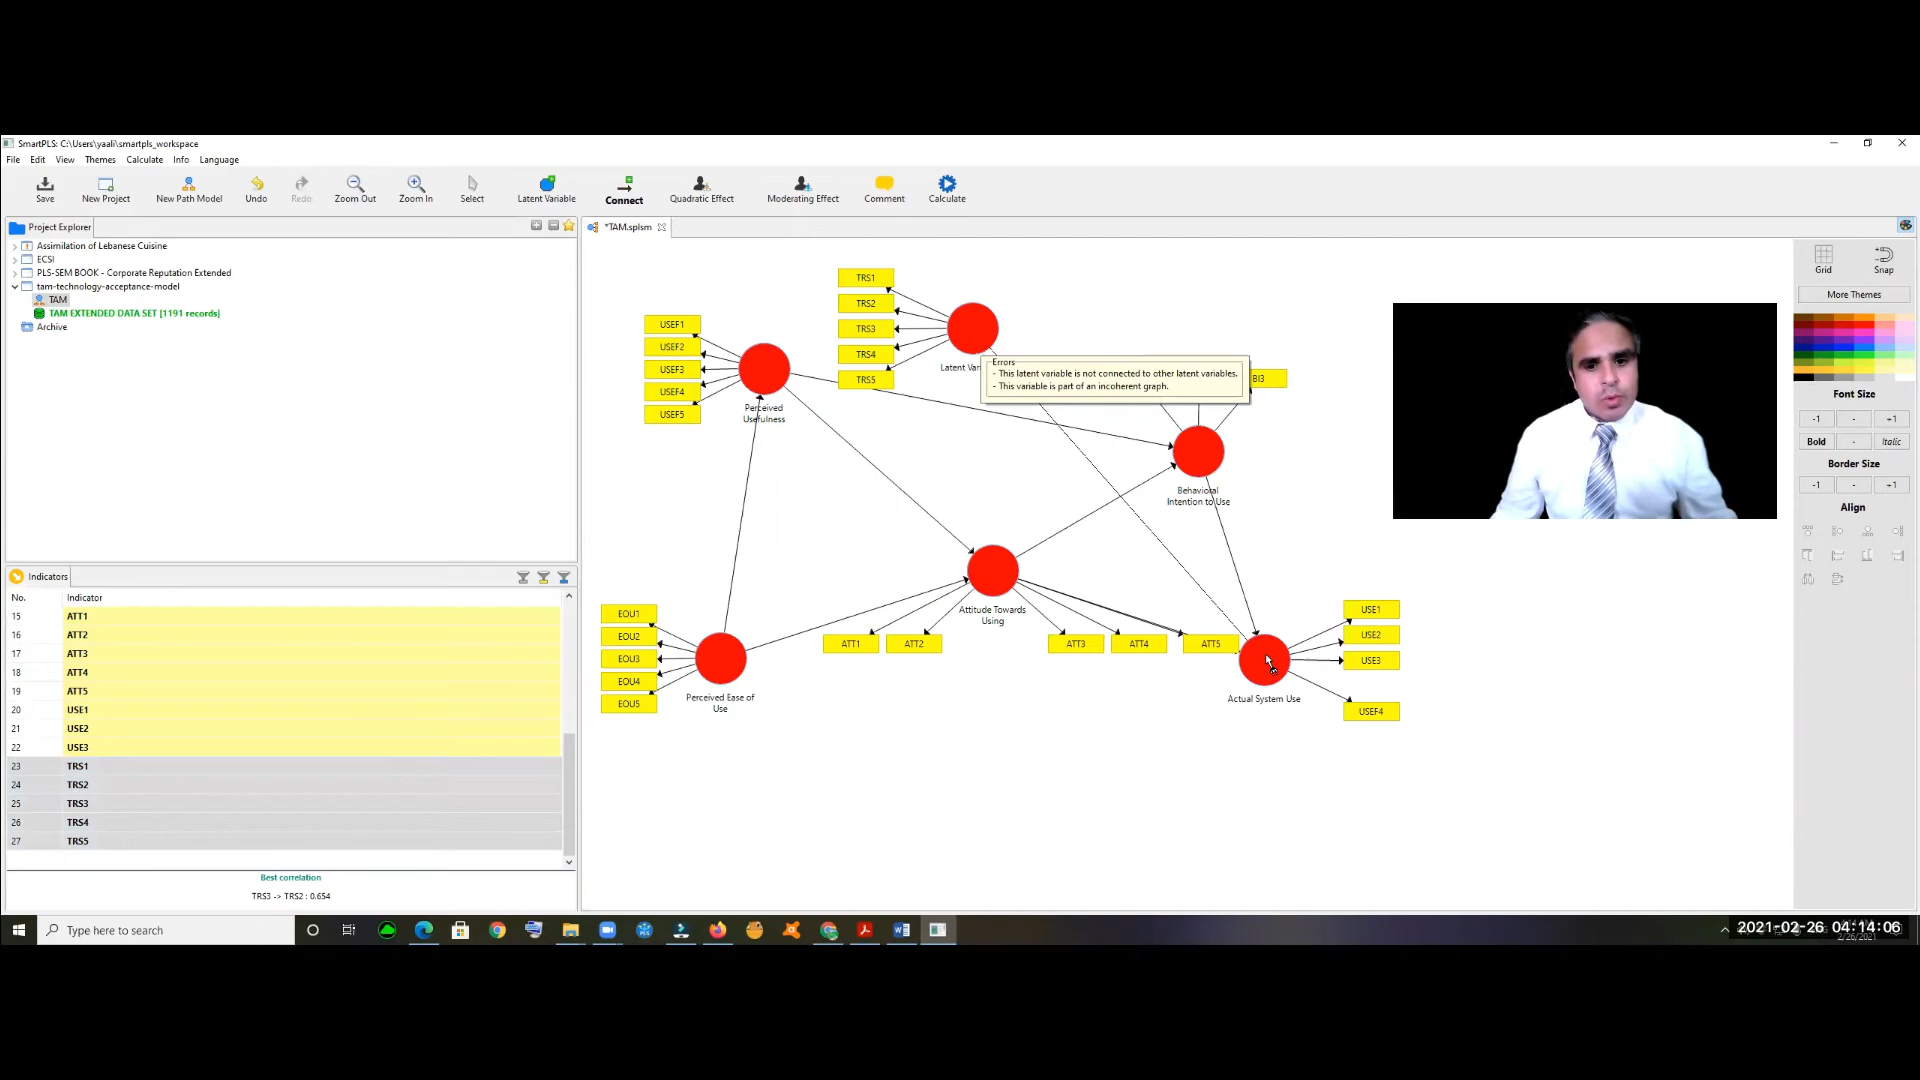 SmartPLS: C:\Users\yaali\smartpls_workspace
File Edit View Themes Calculate Info Language
Save New Project New Path Model Undo Redo Zoom Out Zoom In Select Latent Variable Connect Quadratic Effect Moderating Effect Comment Calculate
Project Explorer
*TAM.splsm
Assimilation of Lebanese Cuisine
ECSI
PLS-SEM BOOK - Corporate Reputation Extended
tam-technology-acceptance-model
TAM
TAM EXTENDED DATA SET [1191 records]
Archive
Indicators
No. Indicator
15 ATT1
16 ATT2
17 ATT3
18 ATT4
19 ATT5
20 USE1
21 USE2
22 USE3
23 TRS1
24 TRS2
25 TRS3
26 TRS4
27 TRS5
Best correlation
TRS3 -> TRS2 : 0.654
TRS1
TRS2
TRS3
TRS4
TRS5
Latent
USEF1
USEF2
USEF3
USEF4
USEF5
Perceived
Usefulness
Errors
- This latent variable is not connected to other latent variables.
- This variable is part of an incoherent graph.
BI3
Behavioral
Intention to Use
Attitude Towards
Using
EOU1
EOU2
EOU3
EOU4
EOU5
Perceived Ease of
Use
ATT1 ATT2 ATT3 ATT4 ATT5
USE1
USE2
USE3
USEF4
Actual System Use
Grid Snap
More Themes
Font Size
-1 - +1
Bold - Italic
Border Size
-1 - +1
Align
Type here to search
2021-02-26 04:14:06